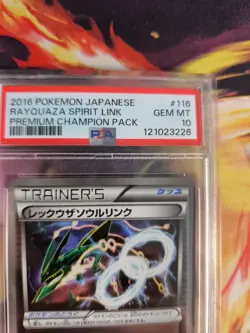 2016 POKEMON JAPANESE #116
RAYQUAZA SPIRIT LINK GEM MT
PREMIUM CHAMPION PACK 10
PSA 121023226
TRAINER'S グッズ
レックウザソウルリンク